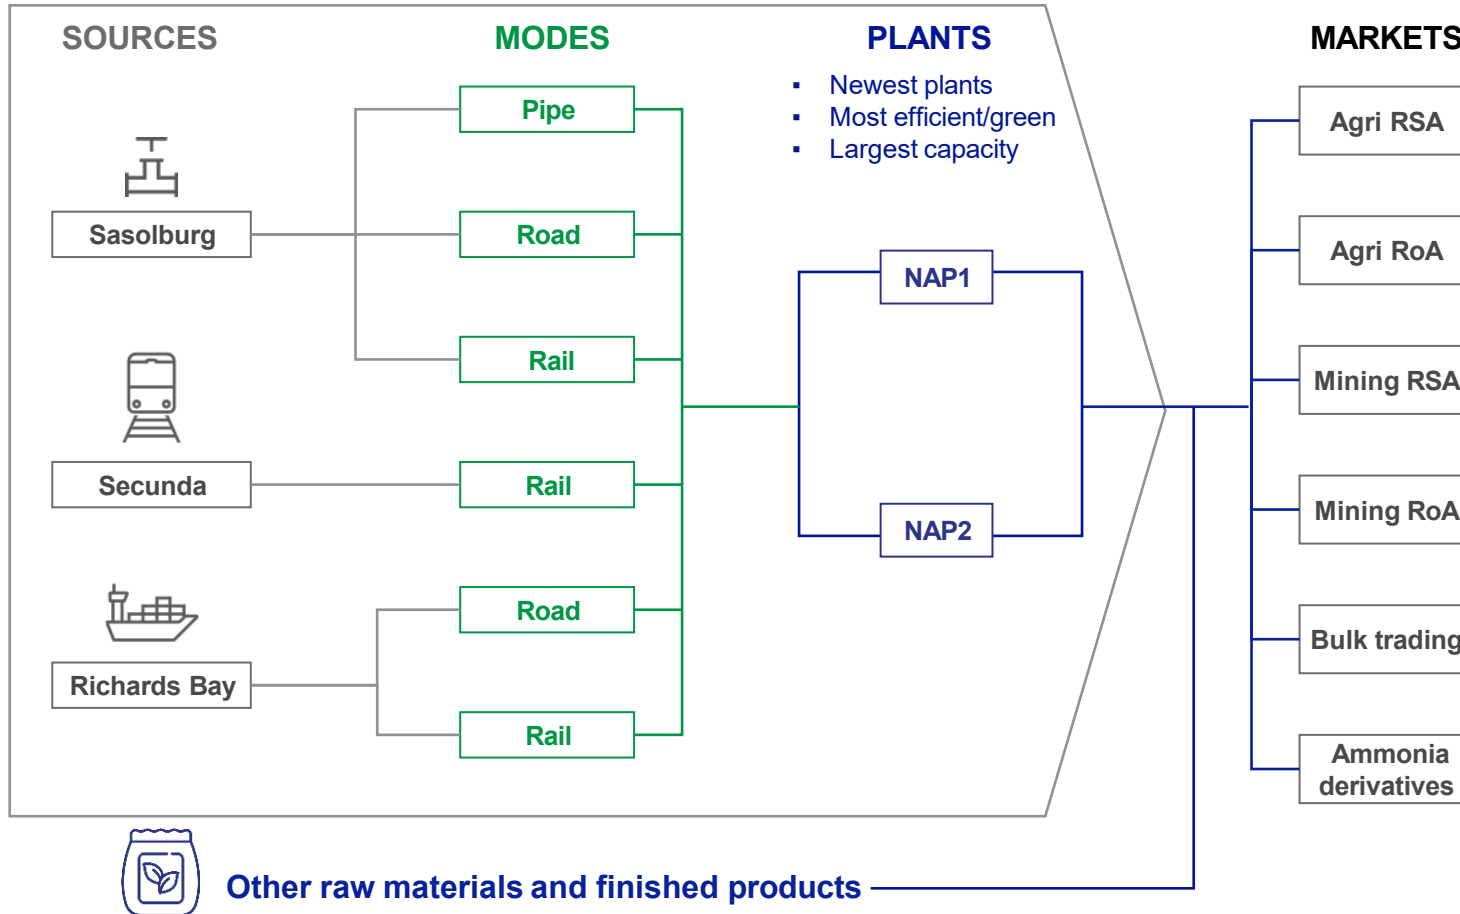 SOURCES
MODES
PLANTS
MARKETS
▪ Newest plants
▪ Most efficient/green
▪ Largest capacity
Pipe
Agri RSA
Sasolburg
Road
Agri RoA
NAP1
Rail
Mining RSA
Secunda
Rail
Mining RoA
NAP2
Road
Bulk trading
Richards Bay
Rail
Ammonia
derivatives
Other raw materials and finished products